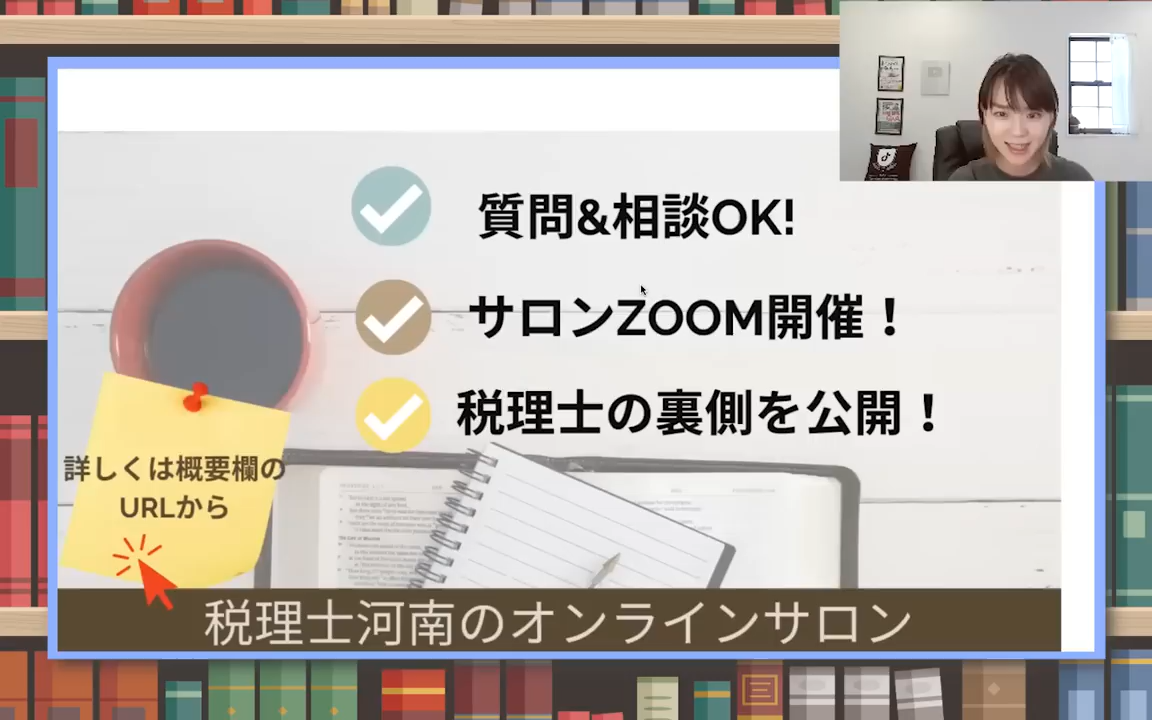 質問&相談OK!
サロンZOOM開催！
税理士の裏側を公開！
詳しくは概要欄の
URLから
税理士河南のオンラインサロン